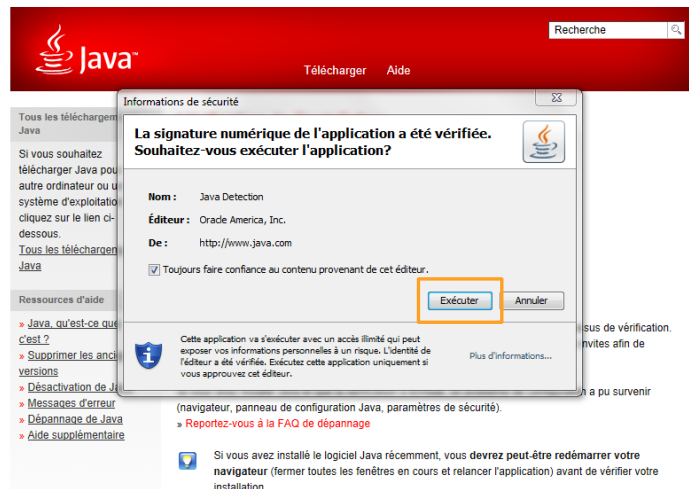 Java™
Recherche
Télécharger Aide
Tous les téléchargem
Java
Si vous souhaitez
télécharger Java pou
autre ordinateur ou u
système d'exploitatio
cliquez sur le lien ci-
dessous.
Tous les téléchargem
Java
Ressources d'aide
» Java, qu'est-ce que
c'est ?
» Supprimer les anci
versions
» Désactivation de Ja
» Messages d'erreur
» Dépannage de Java
» Aide supplémentaire
Informations de sécurité
La signature numérique de l'application a été vérifiée.
Souhaitez-vous exécuter l'application?
Nom : Java Detection
Éditeur : Oracle America, Inc.
De : http://www.java.com
Toujours faire confiance au contenu provenant de cet éditeur.
Exécuter Annuler
Cette application va s'exécuter avec un accès illimité qui peut
exposer vos informations personnelles à un risque. L'identité de
l'éditeur a été vérifiée. Exécutez cette application uniquement si
vous approuvez cet éditeur.
Plus d'informations...
sus de vérification.
nvites afin de
n a pu survenir
(navigateur, panneau de configuration Java, paramètres de sécurité).
» Reportez-vous à la FAQ de dépannage
Si vous avez installé le logiciel Java récemment, vous devrez peut-être redémarrer votre
navigateur (fermer toutes les fenêtres en cours et relancer l'application) avant de vérifier votre
installation